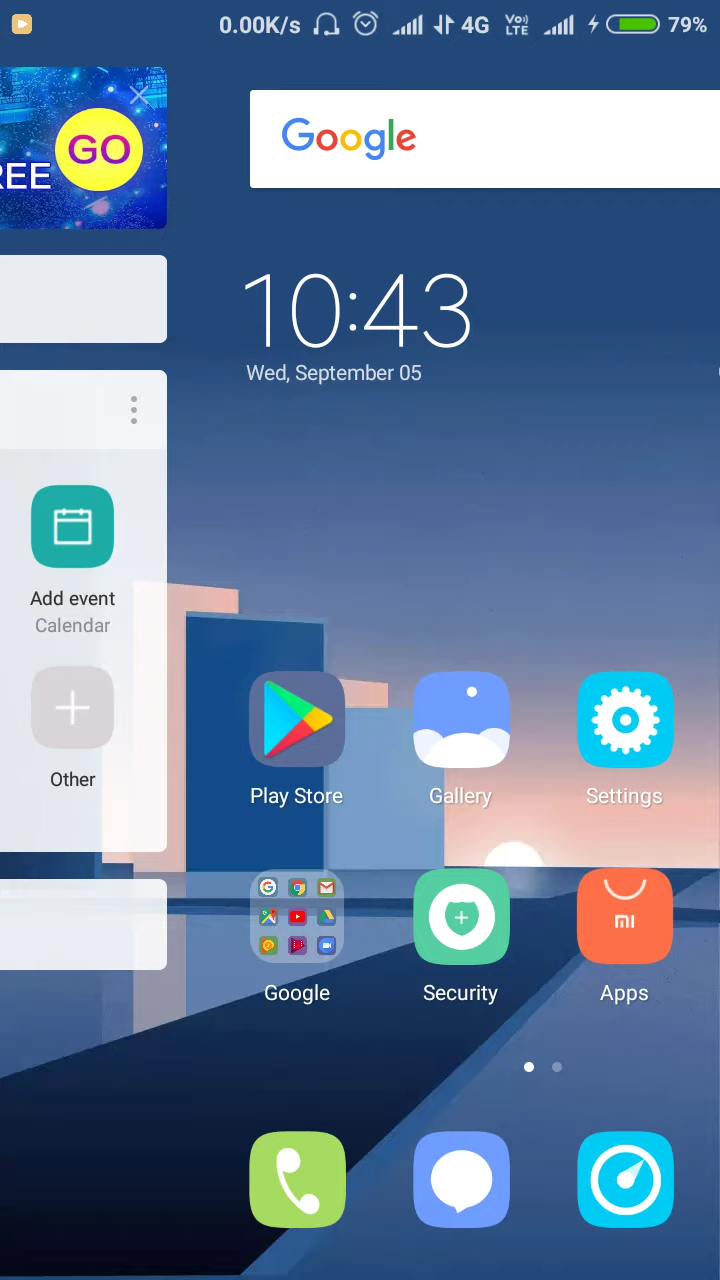 0.00K/s 4G Vo) LTE 79%
REE GO
Google
10:43
Wed, September 05
Add event
Calendar
Other
Play Store
Gallery
Settings
mi
Google
Security
Apps